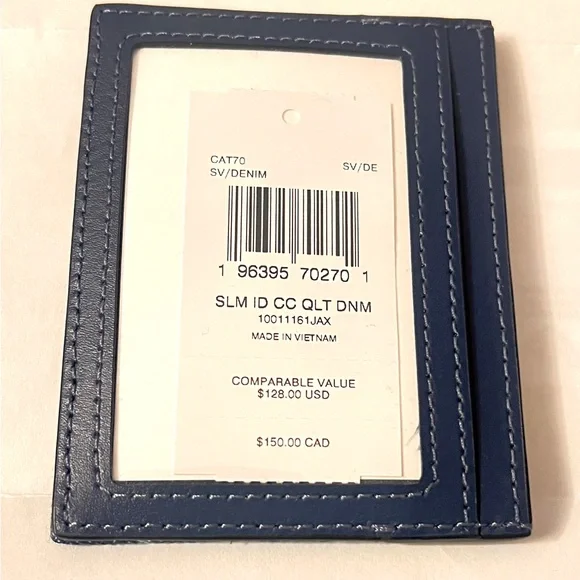 CAT70 SV/DE
SV/DENIM
1 96395 70270 1
SLM ID CC QLT DNM
10011161JAX
MADE IN VIETNAM
COMPARABLE VALUE
$128.00 USD
$150.00 CAD